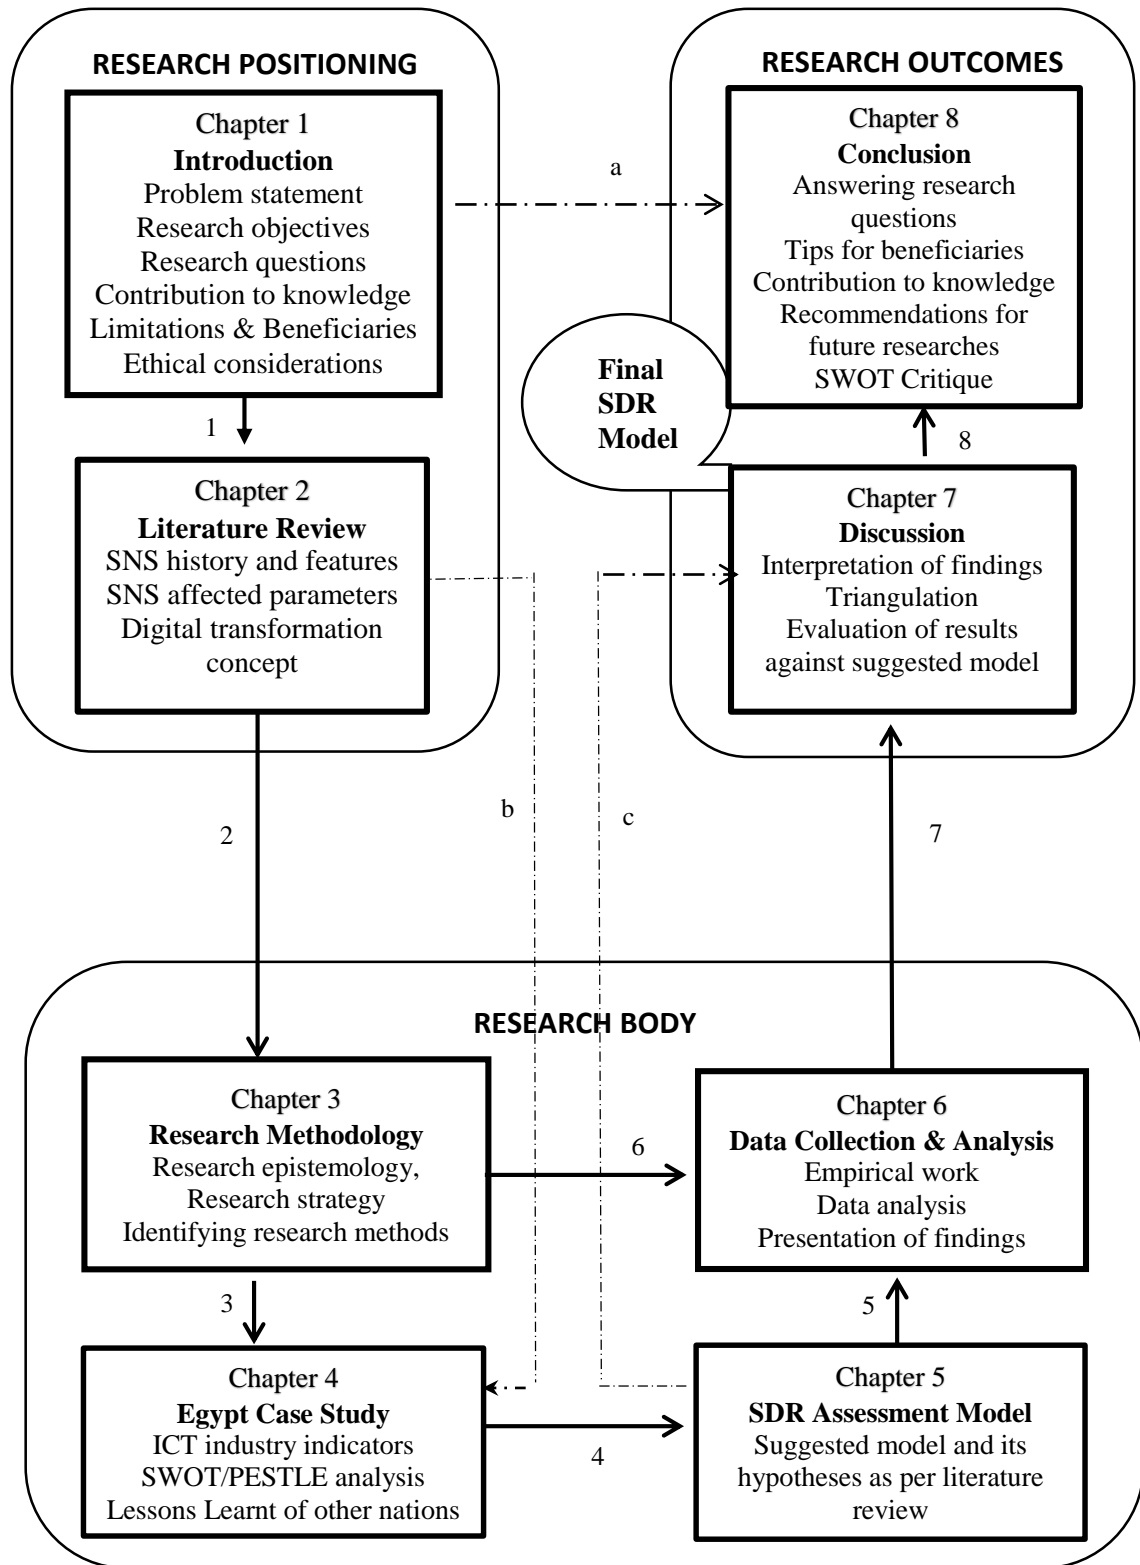 RESEARCH POSITIONING
Chapter 1
Introduction
Problem statement
Research objectives
Research questions
Contribution to knowledge
Limitations & Beneficiaries
Ethical considerations
1
Chapter 2
Literature Review
SNS history and features
SNS affected parameters
Digital transformation
concept
a
b
c
2
RESEARCH OUTCOMES
Chapter 8
Conclusion
Answering research
questions
Tips for beneficiaries
Contribution to knowledge
Recommendations for
future researches
SWOT Critique
Final
SDR
Model
8
Chapter 7
Discussion
Interpretation of findings
Triangulation
Evaluation of results
against suggested model
7
RESEARCH BODY
Chapter 3
Research Methodology
Research epistemology,
Research strategy
Identifying research methods
6
Chapter 6
Data Collection & Analysis
Empirical work
Data analysis
Presentation of findings
3
5
Chapter 4
Egypt Case Study
ICT industry indicators
SWOT/PESTLE analysis
Lessons Learnt of other nations
4
Chapter 5
SDR Assessment Model
Suggested model and its
hypotheses as per literature
review